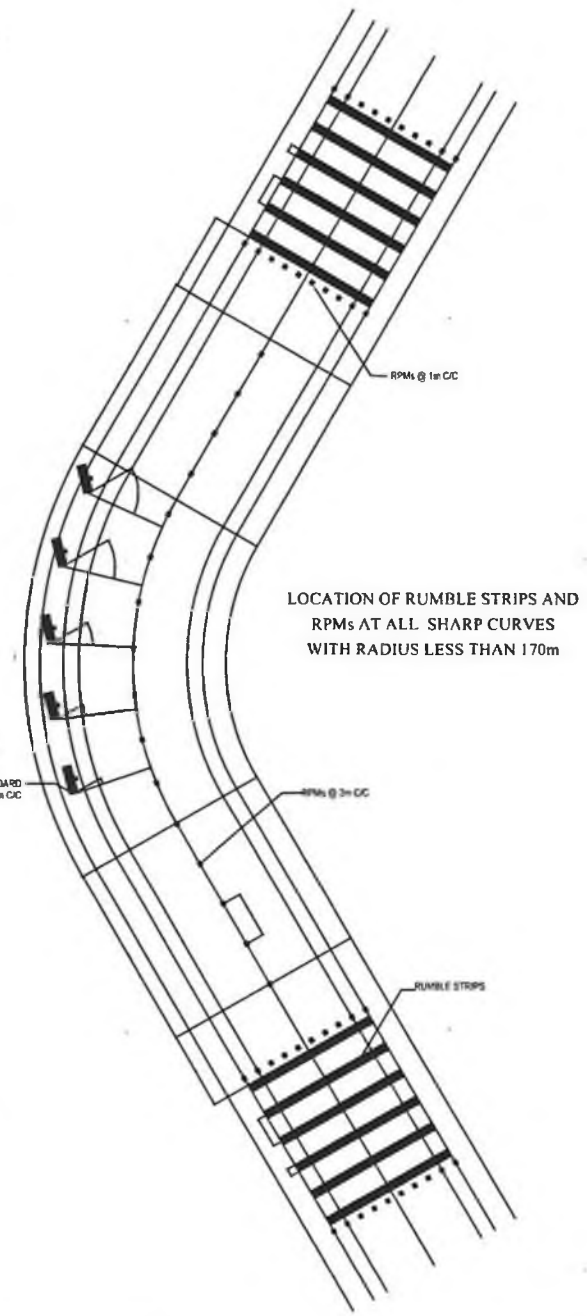 RPMs @ 1m C/C
LOCATION OF RUMBLE STRIPS AND
RPMs AT ALL SHARP CURVES
WITH RADIUS LESS THAN 170m
C/C
RPMs @ 3m C/C
RUMBLE STRIPS